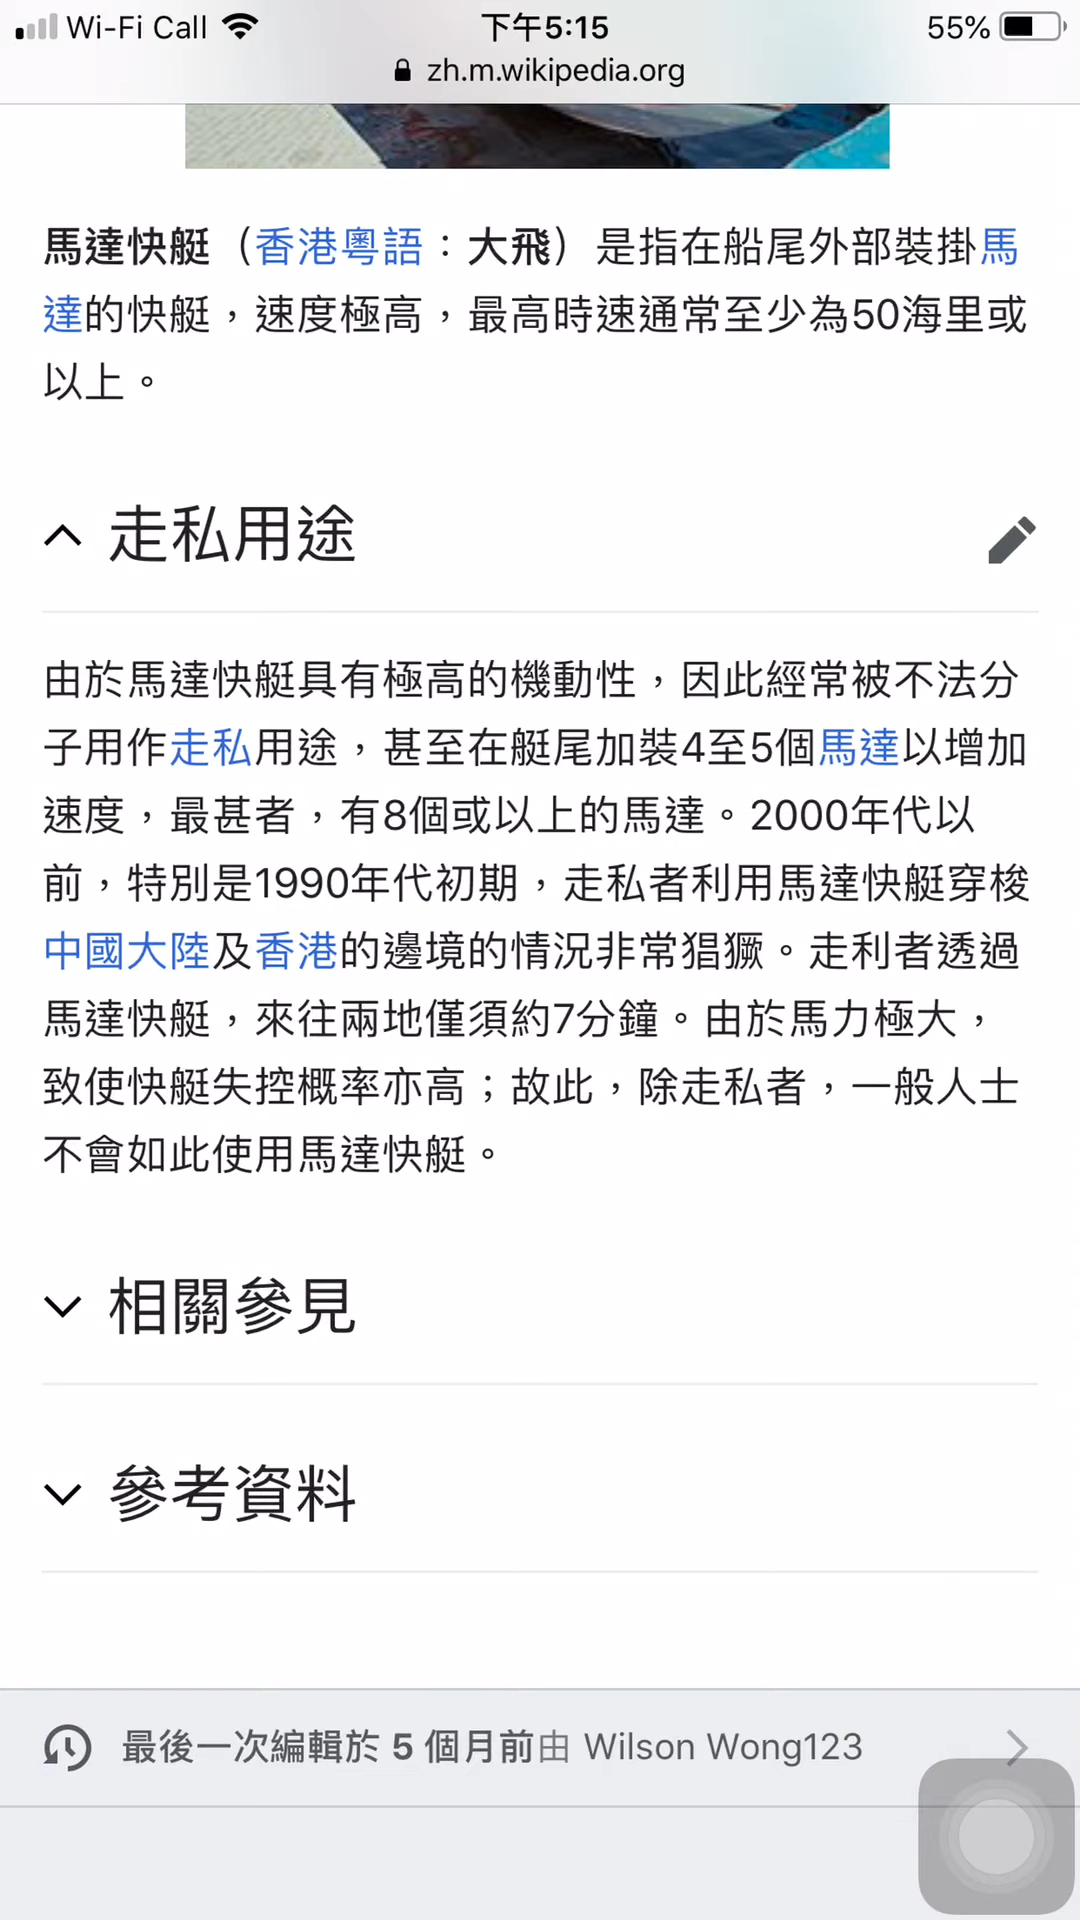 Wi-Fi Call 下午5:15 55%
zh.m.wikipedia.org
馬達快艇（香港粵語：大飛）是指在船尾外部裝掛馬
達的快艇，速度極高，最高時速通常至少為50海里或
以上。
走私用途
由於馬達快艇具有極高的機動性，因此經常被不法分
子用作走私用途，甚至在艇尾加裝4至5個馬達以增加
速度，最甚者，有8個或以上的馬達。2000年代以
前，特別是1990年代初期，走私者利用馬達快艇穿梭
中國大陸及香港的邊境的情況非常猖獗。走利者透過
馬達快艇，來往兩地僅須約7分鐘。由於馬力極大，
致使快艇失控概率亦高；故此，除走私者，一般人士
不會如此使用馬達快艇。
相關參見
參考資料
最後一次編輯於 5 個月前由 Wilson Wong123